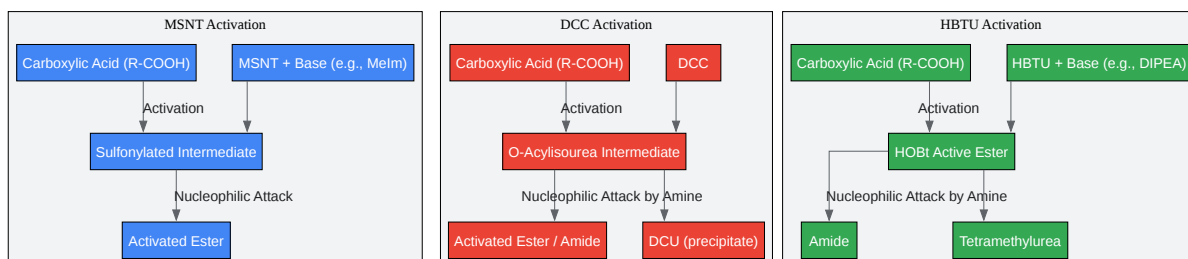 MSNT Activation
Carboxylic Acid (R-COOH)
MSNT + Base (e.g., MeIm)
Activation
Sulfonylated Intermediate
Nucleophilic Attack
Activated Ester
DCC Activation
Carboxylic Acid (R-COOH)
DCC
Activation
O-Acylisourea Intermediate
Nucleophilic Attack by Amine
Activated Ester / Amide
DCU (precipitate)
HBTU Activation
Carboxylic Acid (R-COOH)
HBTU + Base (e.g., DIPEA)
Activation
HOBt Active Ester
Nucleophilic Attack by Amine
Amide
Tetramethylurea